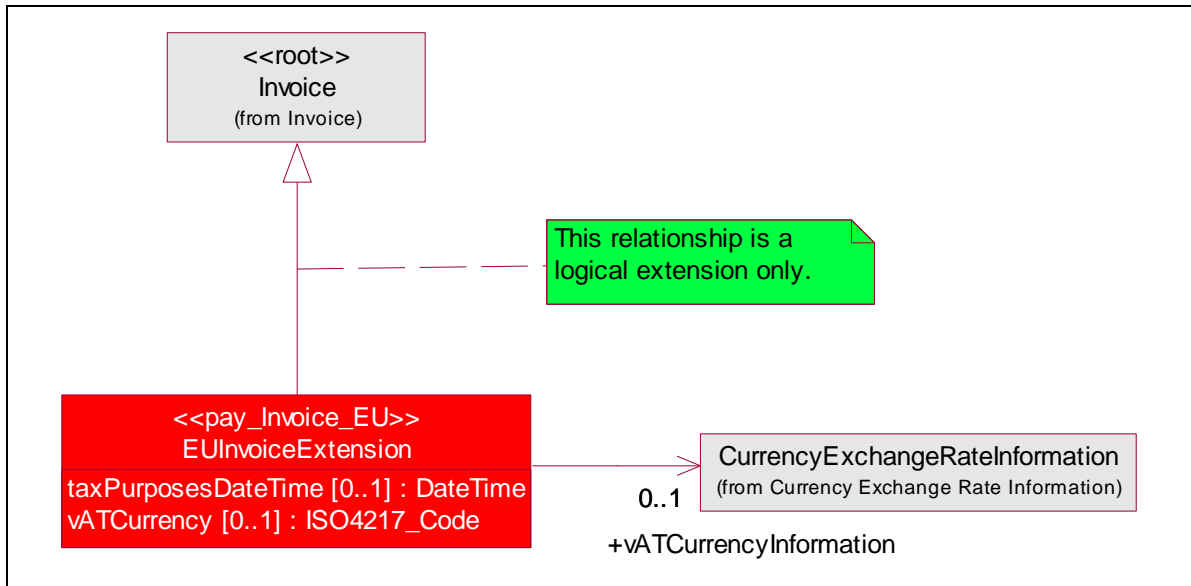 <<root>>
Invoice
(from Invoice)
This relationship is a
logical extension only.
<<pay_Invoice_EU>>
EUInvoiceExtension
taxPurposesDateTime [0..1] : DateTime
vATCurrency [0..1] : ISO4217_Code
CurrencyExchangeRateInformation
(from Currency Exchange Rate Information)
0..1
+vATCurrencyInformation